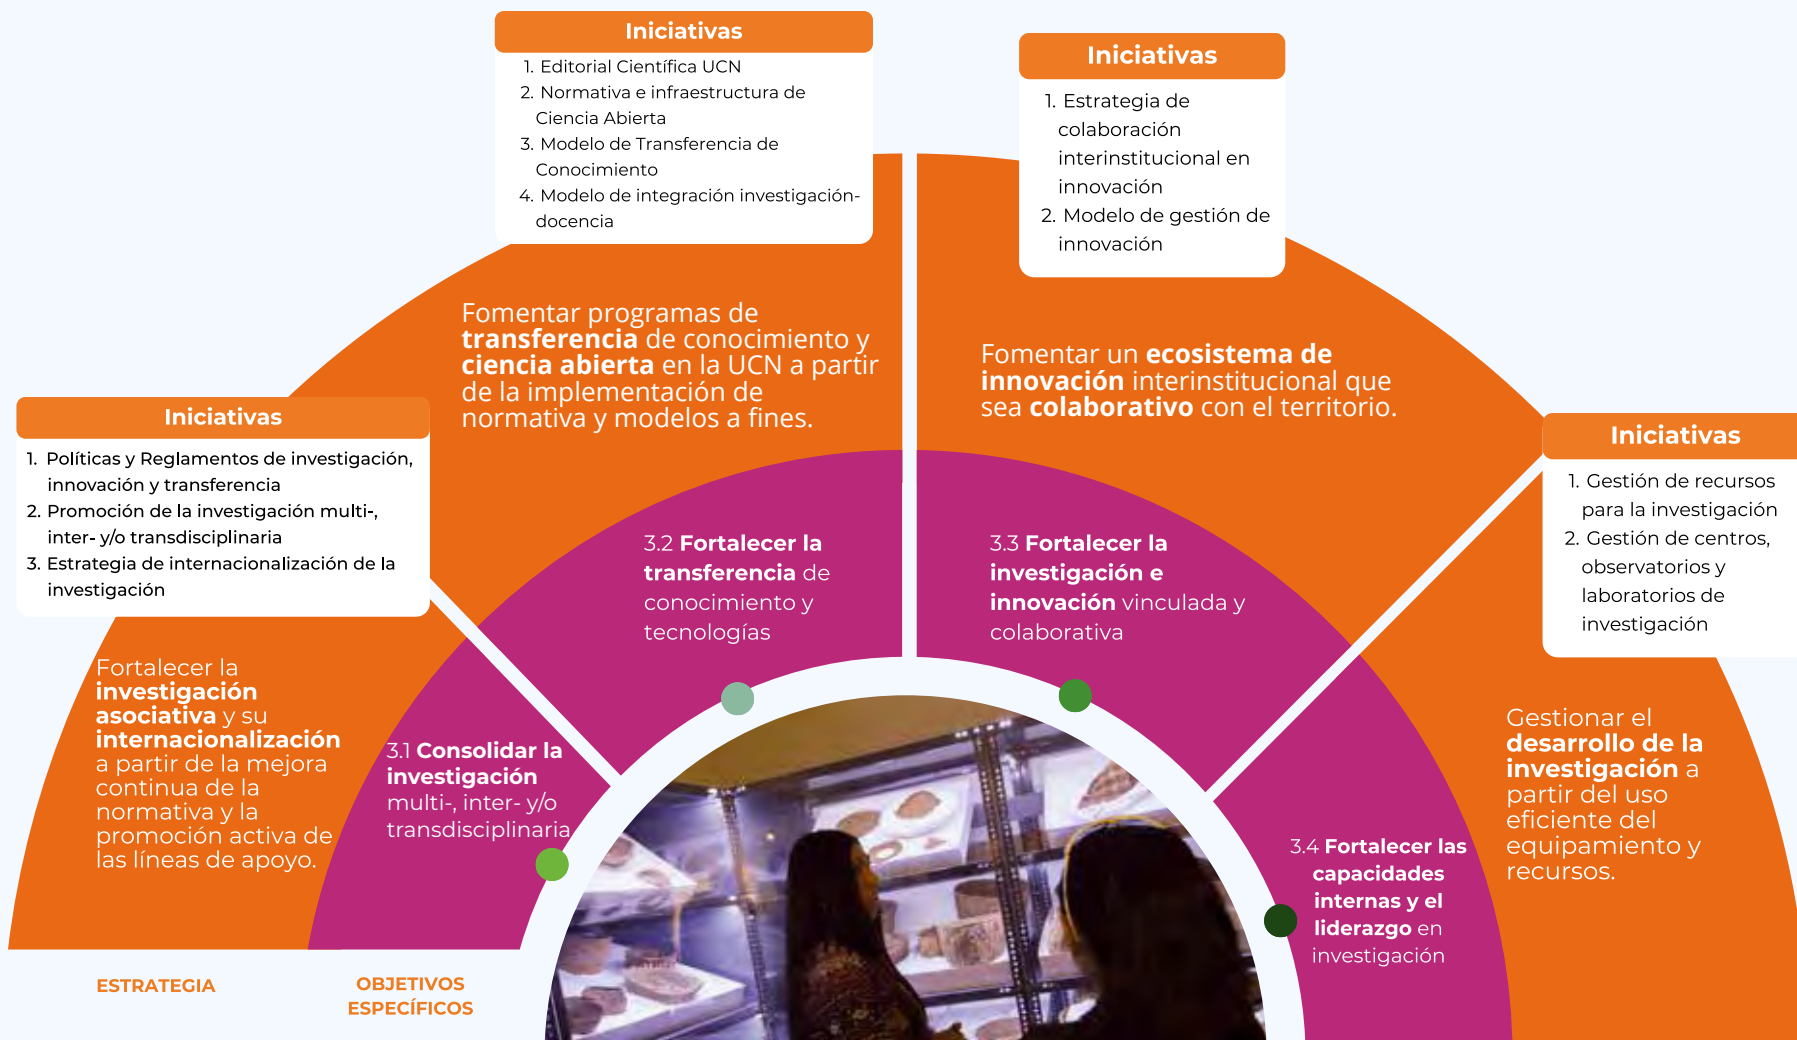 Iniciativas
1. Políticas y Reglamentos de investigación,
innovación y transferencia
2. Promoción de la investigación multi-,
inter- y/o transdisciplinaria
3. Estrategia de internacionalización de la
investigación
Fortalecer la
investigación
asociativa y su
internacionalización
a partir de la mejora
continua de la
normativa y la
promoción activa de
las líneas de apoyo.
3.1 Consolidar la
investigación
multi-, inter- y/o
transdisciplinaria
Iniciativas
1. Editorial Científica UCN
2. Normativa e infraestructura de
Ciencia Abierta
3. Modelo de Transferencia de
Conocimiento
4. Modelo de integración investigación-
docencia
Fomentar programas de
transferencia de conocimiento y
ciencia abierta en la UCN a partir
de la implementación de
normativa y modelos a fines.
3.2 Fortalecer la
transferencia de
conocimiento y
tecnologías
Iniciativas
1. Estrategia de
colaboración
interinstitucional en
innovación
2. Modelo de gestión de
innovación
Fomentar un ecosistema de
innovación interinstitucional que
sea colaborativo con el territorio.
3.3 Fortalecer la
investigación e
innovación vinculada y
colaborativa
Iniciativas
1. Gestión de recursos
para la investigación
2. Gestión de centros,
observatorios y
laboratorios de
investigación
Gestionar el
desarrollo de la
investigación a
partir del uso
eficiente del
equipamiento y
recursos.
3.4 Fortalecer las
capacidades
internas y el
liderazgo en
investigación
ESTRATEGIA
OBJETIVOS
ESPECÍFICOS